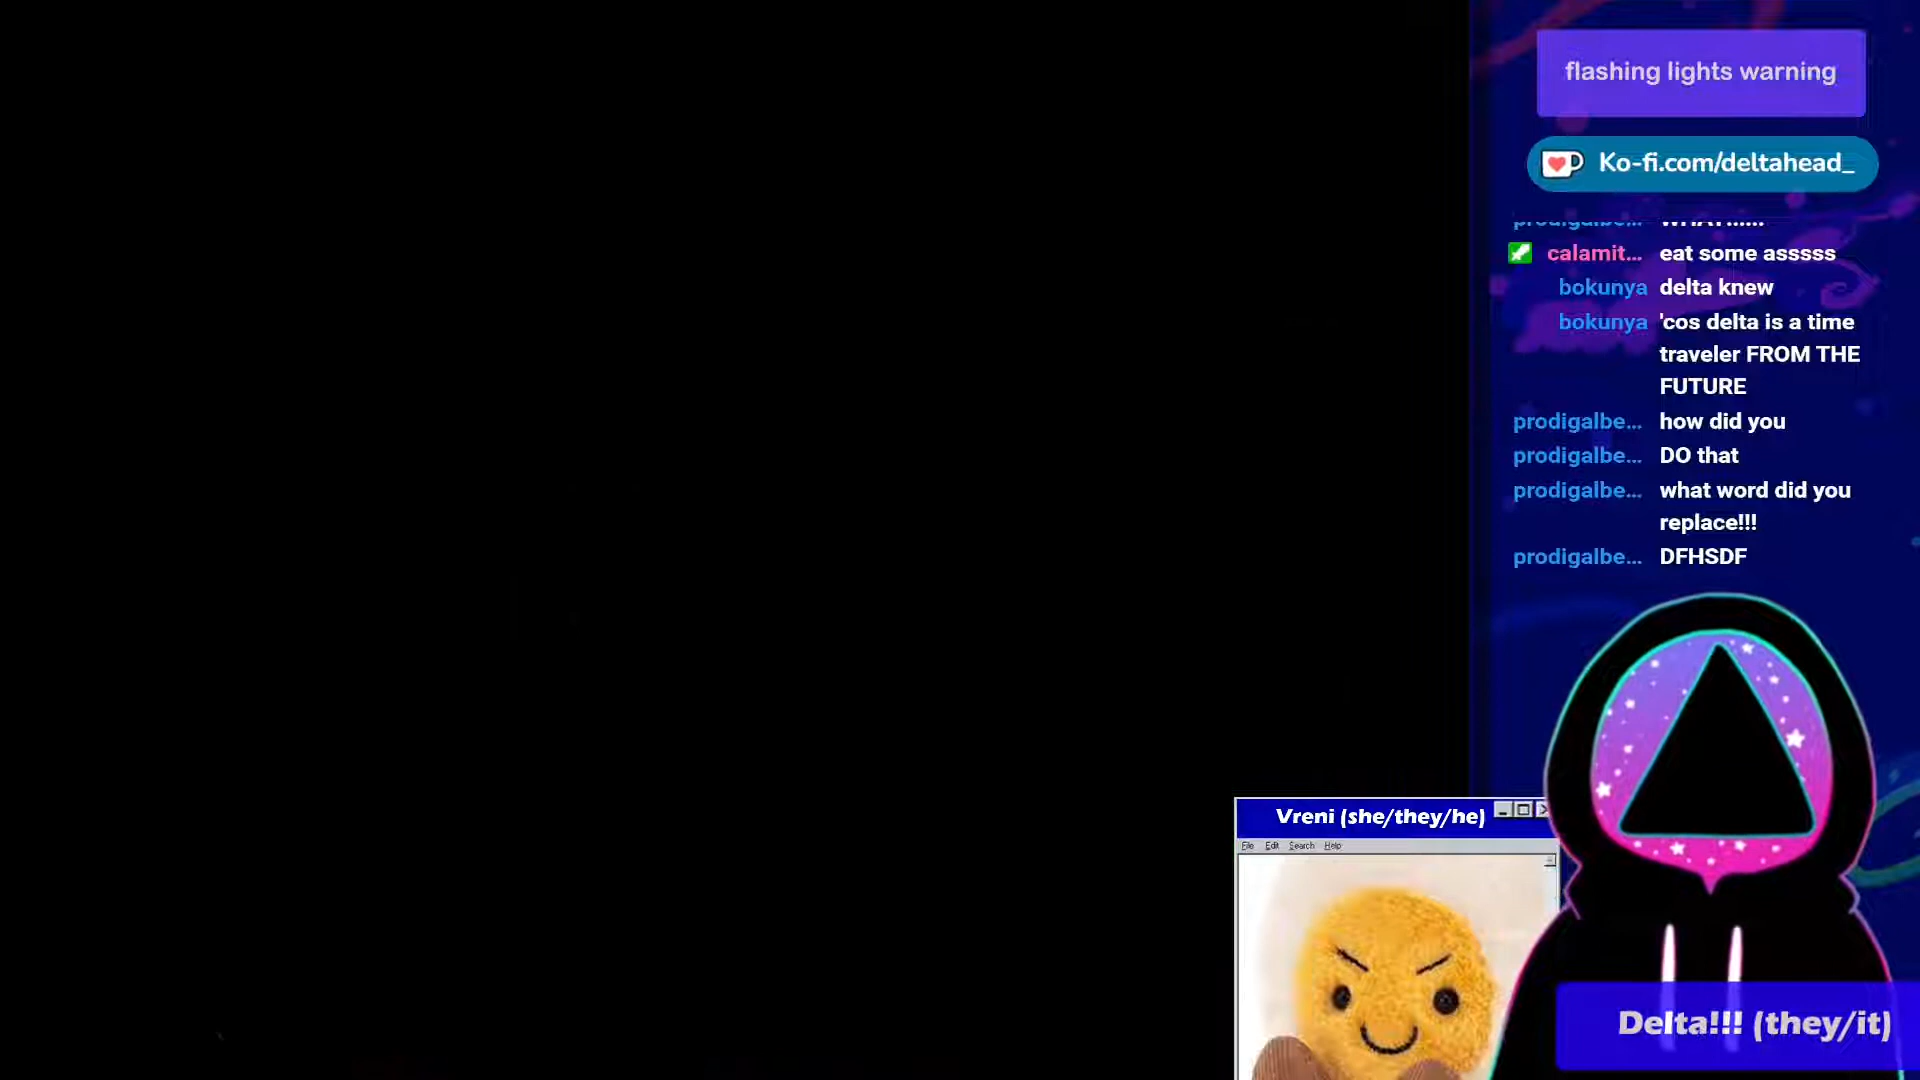 flashing lights warning
Ko-fi.com/deltahead_
prodigalbe... WHAT......
calamit... eat some asssss
bokunya delta knew
bokunya 'cos delta is a time
traveler FROM THE
FUTURE
prodigalbe... how did you
prodigalbe... DO that
prodigalbe... what word did you
replace!!!
prodigalbe... DFHSDF
Vreni (she/they/he)
File Edit Search Help
Delta!!! (they/it)